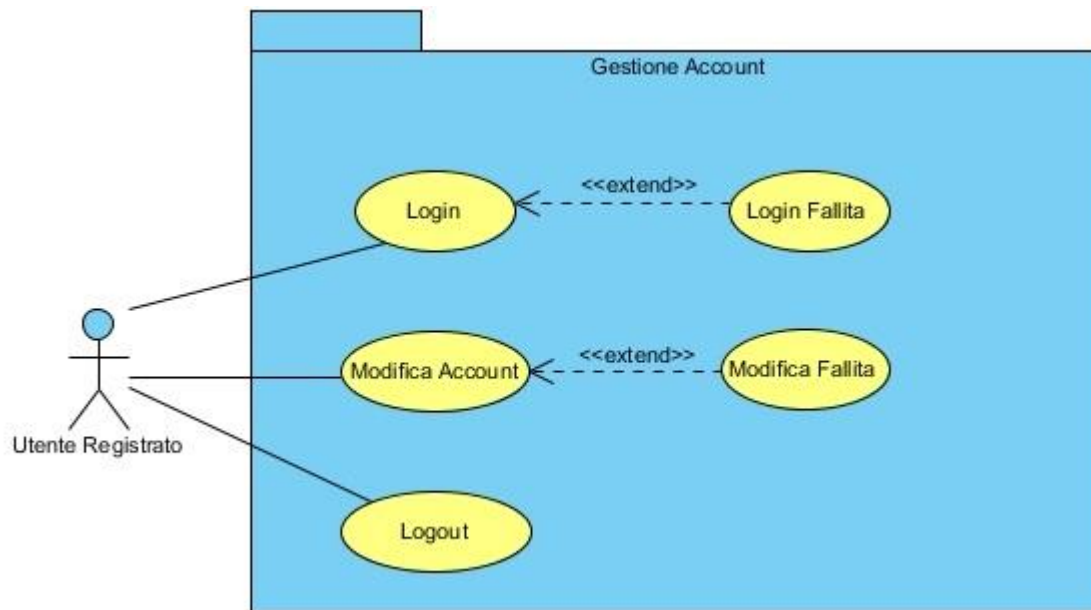 Gestione Account
Login
<<extend>>
Login Fallita
Modifica Account
<<extend>>
Modifica Fallita
Utente Registrato
Logout